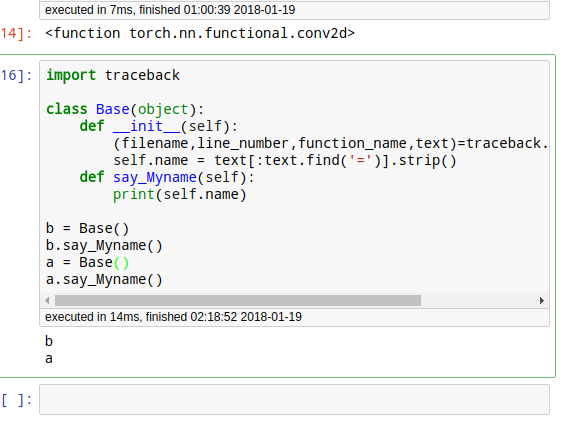 executed in 7ms, finished 01:00:39 2018-01-19
14]: <function torch.nn.functional.conv2d>
16]: import traceback
class Base(object):
    def __init__(self):
        (filename,line_number,function_name,text)=traceback.
        self.name = text[:text.find('=')].strip()
    def say_Myname(self):
        print(self.name)
b = Base()
b.say_Myname()
a = Base()
a.say_Myname()
executed in 14ms, finished 02:18:52 2018-01-19
b
a
[ ]: